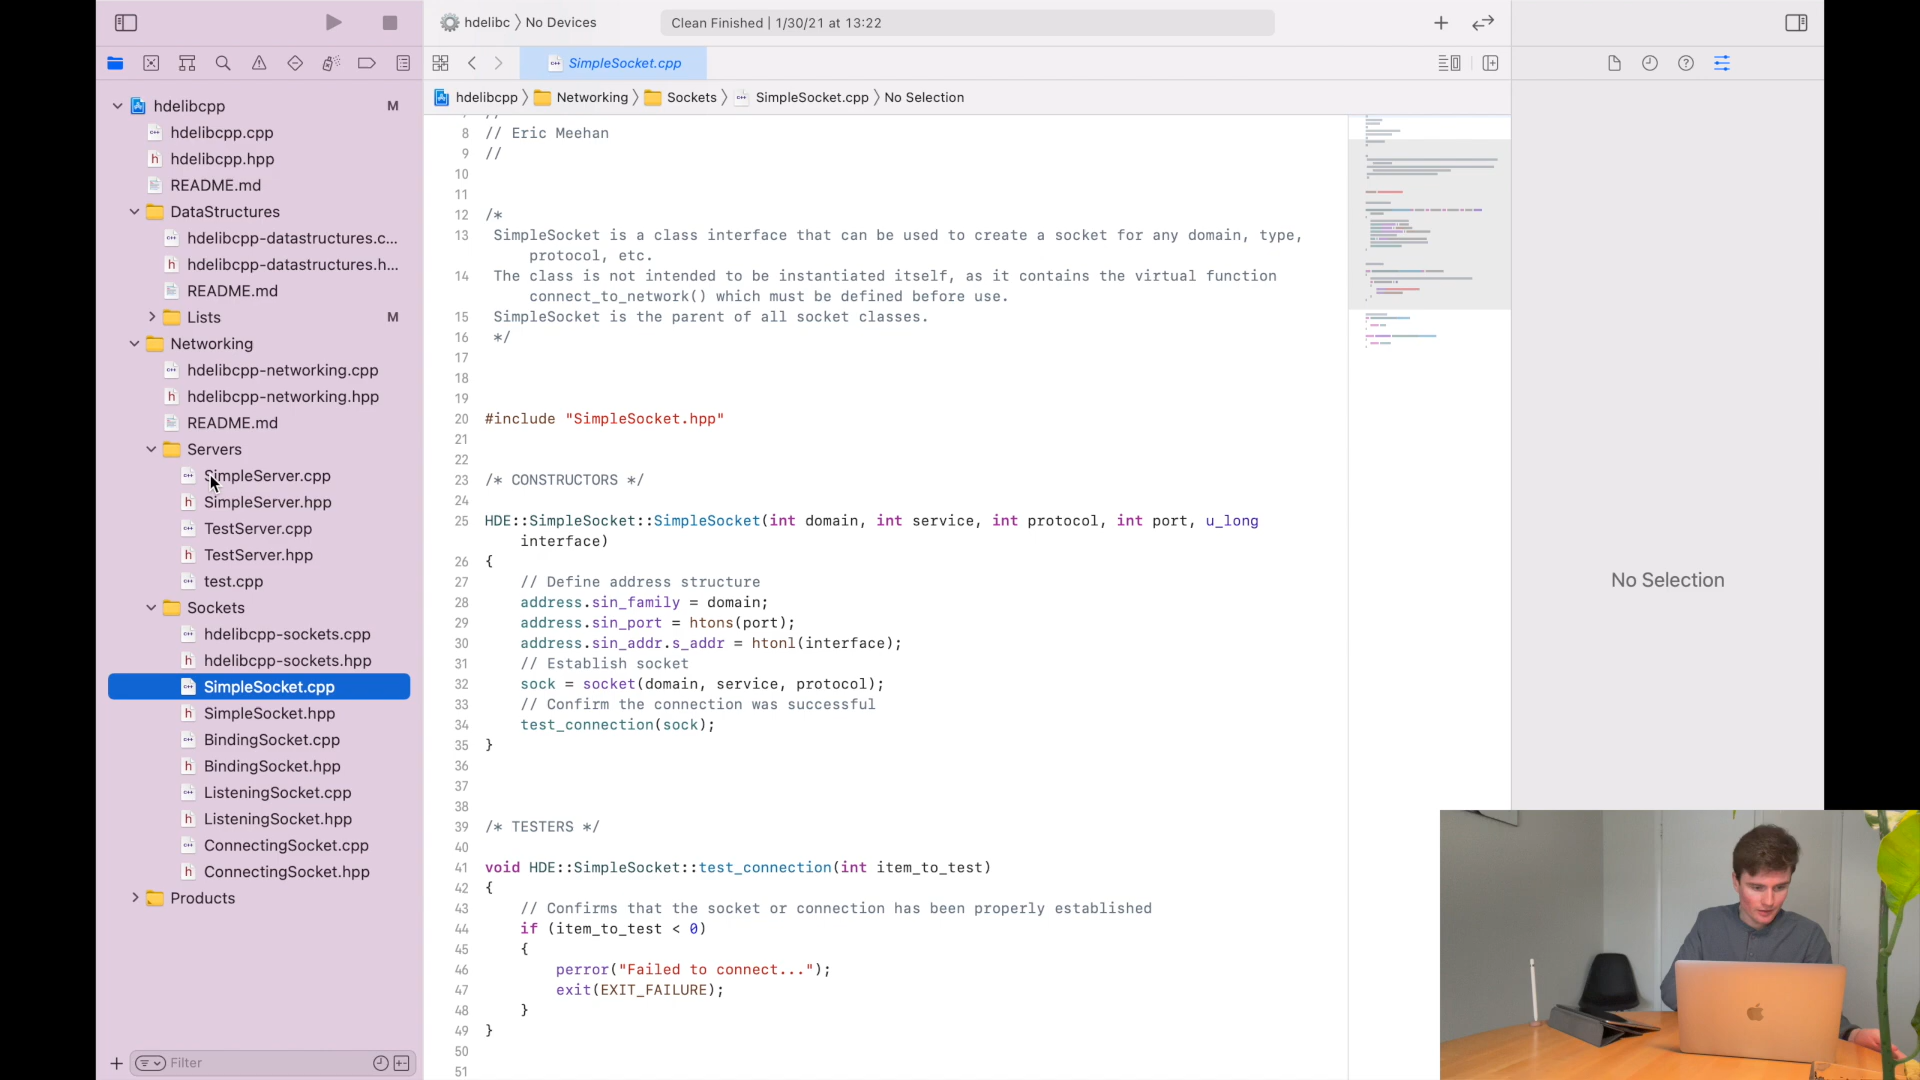 hdelibc 〉 No Devices
Clean Finished | 1/30/21 at 13:22
SimpleSocket.cpp
hdelibcpp 〉 Networking 〉 Sockets 〉 SimpleSocket.cpp 〉 No Selection
hdelibcpp M
hdelibcpp.cpp
hdelibcpp.hpp
README.md
DataStructures
hdelibcpp-datastructures.c...
hdelibcpp-datastructures.h...
README.md
Lists M
Networking
hdelibcpp-networking.cpp
hdelibcpp-networking.hpp
README.md
Servers
SimpleServer.cpp
SimpleServer.hpp
TestServer.cpp
TestServer.hpp
test.cpp
Sockets
hdelibcpp-sockets.cpp
hdelibcpp-sockets.hpp
SimpleSocket.cpp
SimpleSocket.hpp
BindingSocket.cpp
BindingSocket.hpp
ListeningSocket.cpp
ListeningSocket.hpp
ConnectingSocket.cpp
ConnectingSocket.hpp
Products
Filter
8 // Eric Meehan
9 //
10
11
12 /*
13 SimpleSocket is a class interface that can be used to create a socket for any domain, type,
protocol, etc.
14 The class is not intended to be instantiated itself, as it contains the virtual function
connect_to_network() which must be defined before use.
15 SimpleSocket is the parent of all socket classes.
16 */
17
18
19
20 #include "SimpleSocket.hpp"
21
22
23 /* CONSTRUCTORS */
24
25 HDE::SimpleSocket::SimpleSocket(int domain, int service, int protocol, int port, u_long
interface)
26 {
27 // Define address structure
28 address.sin_family = domain;
29 address.sin_port = htons(port);
30 address.sin_addr.s_addr = htonl(interface);
31 // Establish socket
32 sock = socket(domain, service, protocol);
33 // Confirm the connection was successful
34 test_connection(sock);
35 }
36
37
38
39 /* TESTERS */
40
41 void HDE::SimpleSocket::test_connection(int item_to_test)
42 {
43 // Confirms that the socket or connection has been properly established
44 if (item_to_test < 0)
45 {
46 perror("Failed to connect...");
47 exit(EXIT_FAILURE);
48 }
49 }
50
51
No Selection